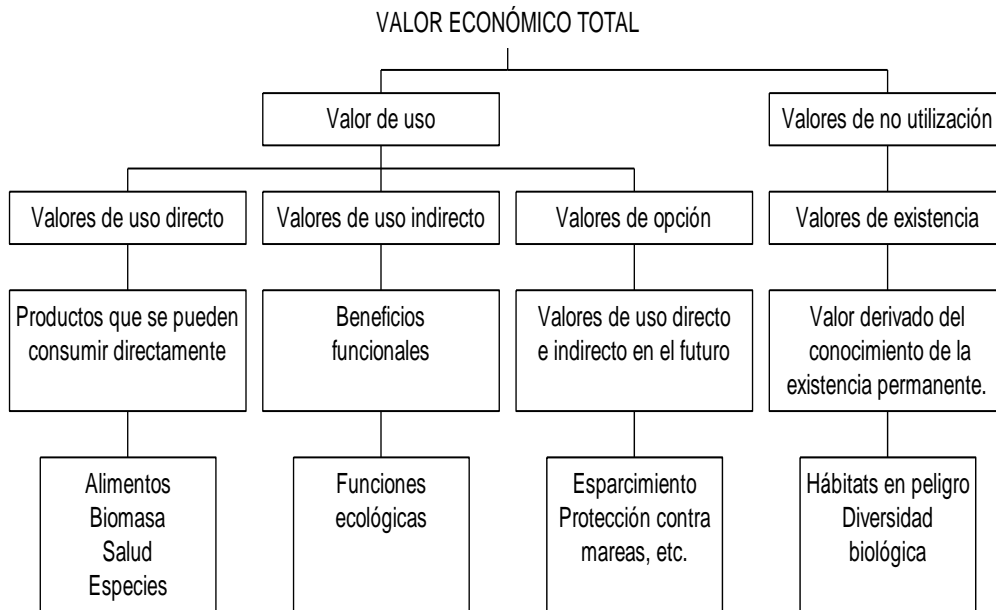 VALOR ECONÓMICO TOTAL
Valor de uso
Valores de no utilización
Valores de uso directo
Valores de uso indirecto
Valores de opción
Valores de existencia
Productos que se pueden
consumir directamente
Beneficios
funcionales
Valores de uso directo
e indirecto en el futuro
Valor derivado del
conocimiento de la
existencia permanente.
Alimentos
Biomasa
Salud
Especies
Funciones
ecológicas
Esparcimiento
Protección contra
mareas, etc.
Hábitats en peligro
Diversidad
biológica